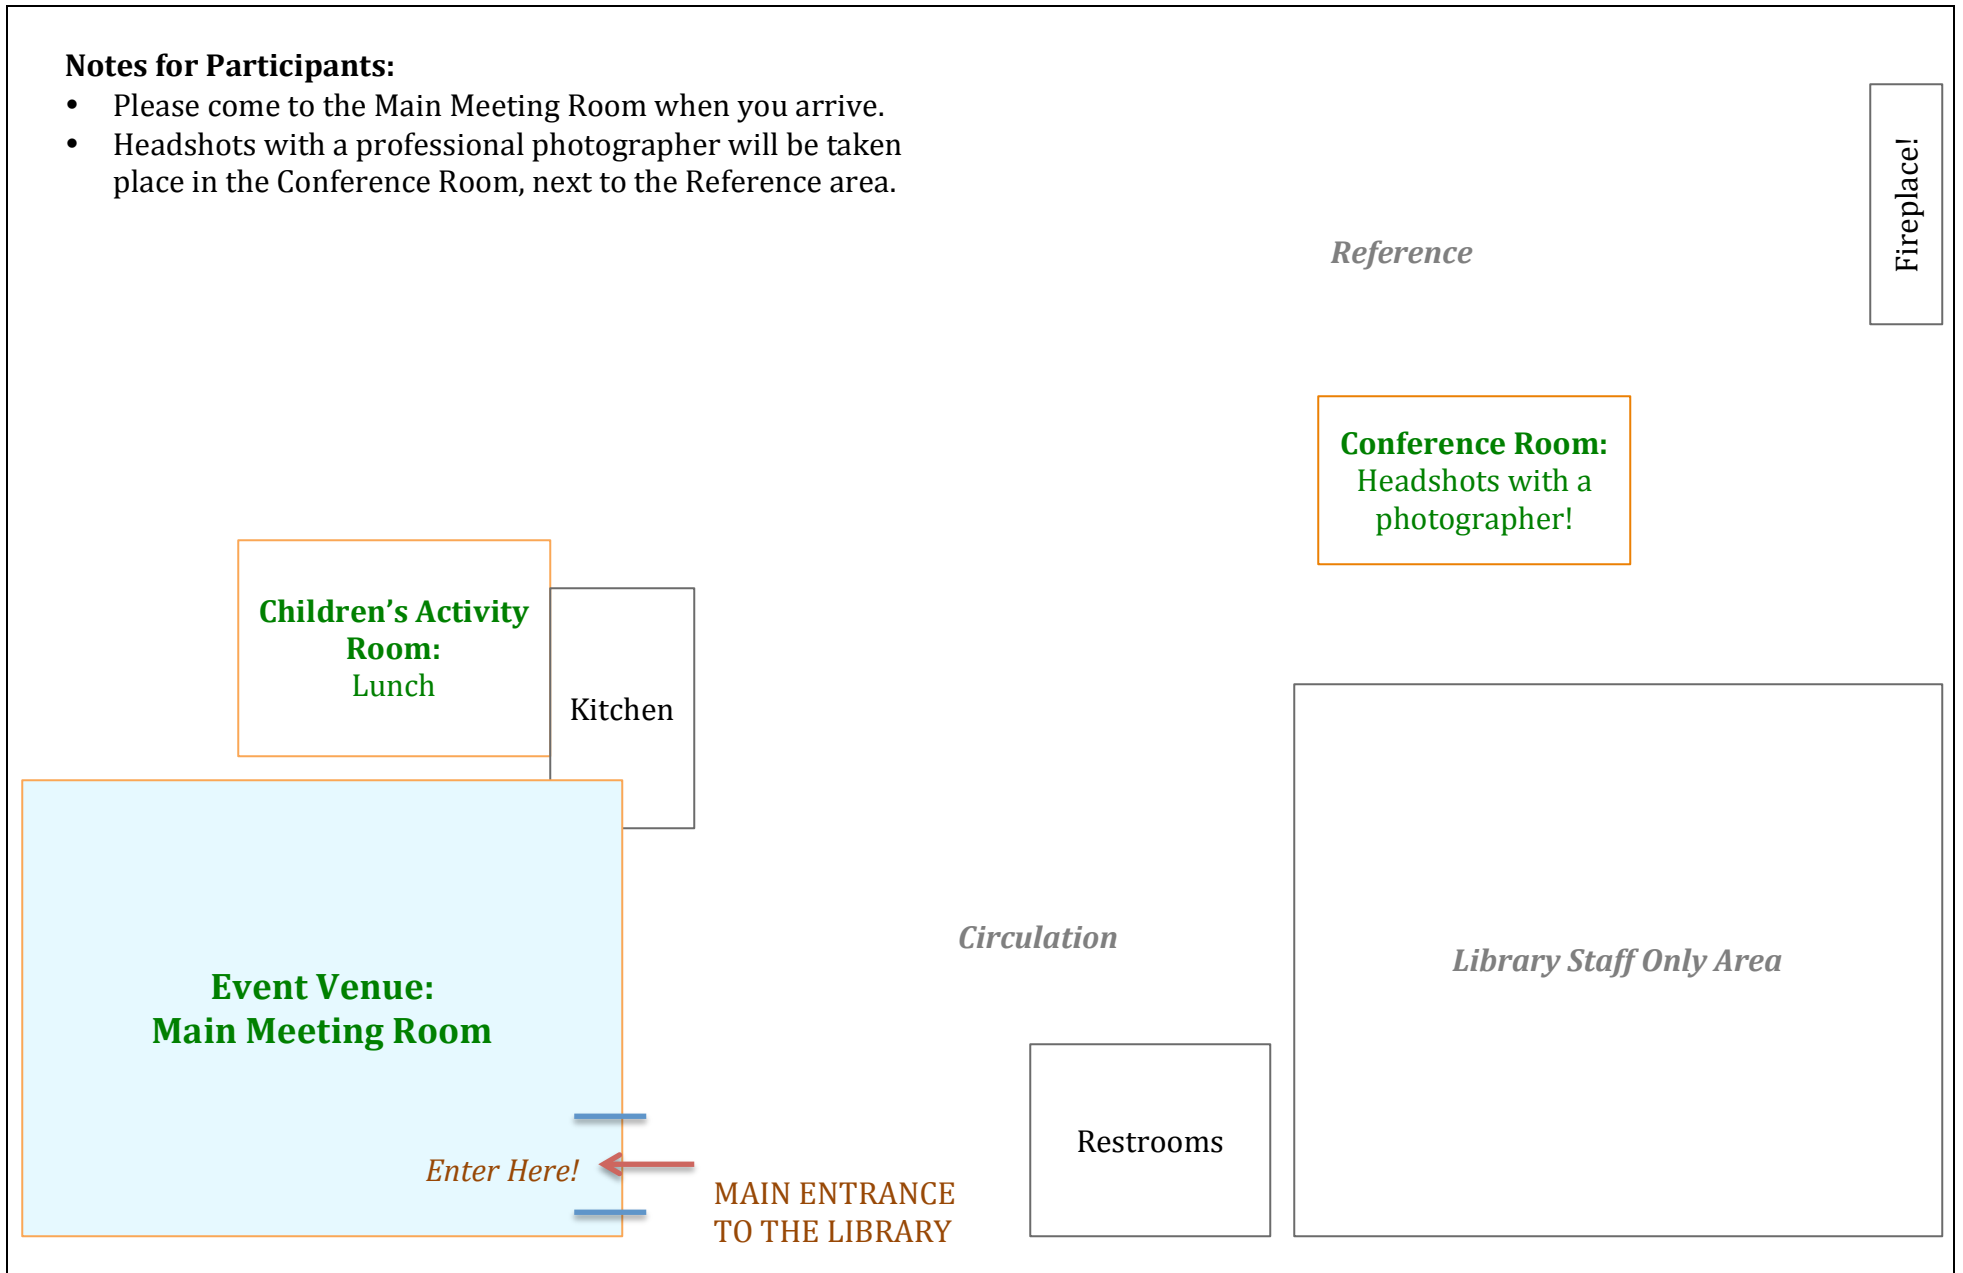 Notes for Participants:
• Please come to the Main Meeting Room when you arrive.
• Headshots with a professional photographer will be taken
place in the Conference Room, next to the Reference area.
Fireplace!
Reference
Conference Room:
Headshots with a
photographer!
Children's Activity
Room:
Lunch
Kitchen
Circulation
Library Staff Only Area
Event Venue:
Main Meeting Room
Restrooms
Enter Here!
MAIN ENTRANCE
TO THE LIBRARY